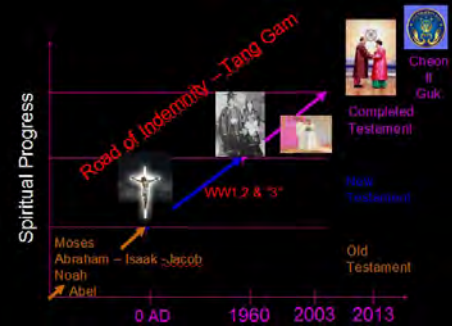 Cheon
Il
Guk
Road of Indemnity – Tang Gam
Completed
Testament
Spiritual Progress
WW1,2 & "3"
Testament
Moses
Abraham – Isaak -Jacob
Noah
Abel
Old
Testament
0 AD
1960
2003
2013